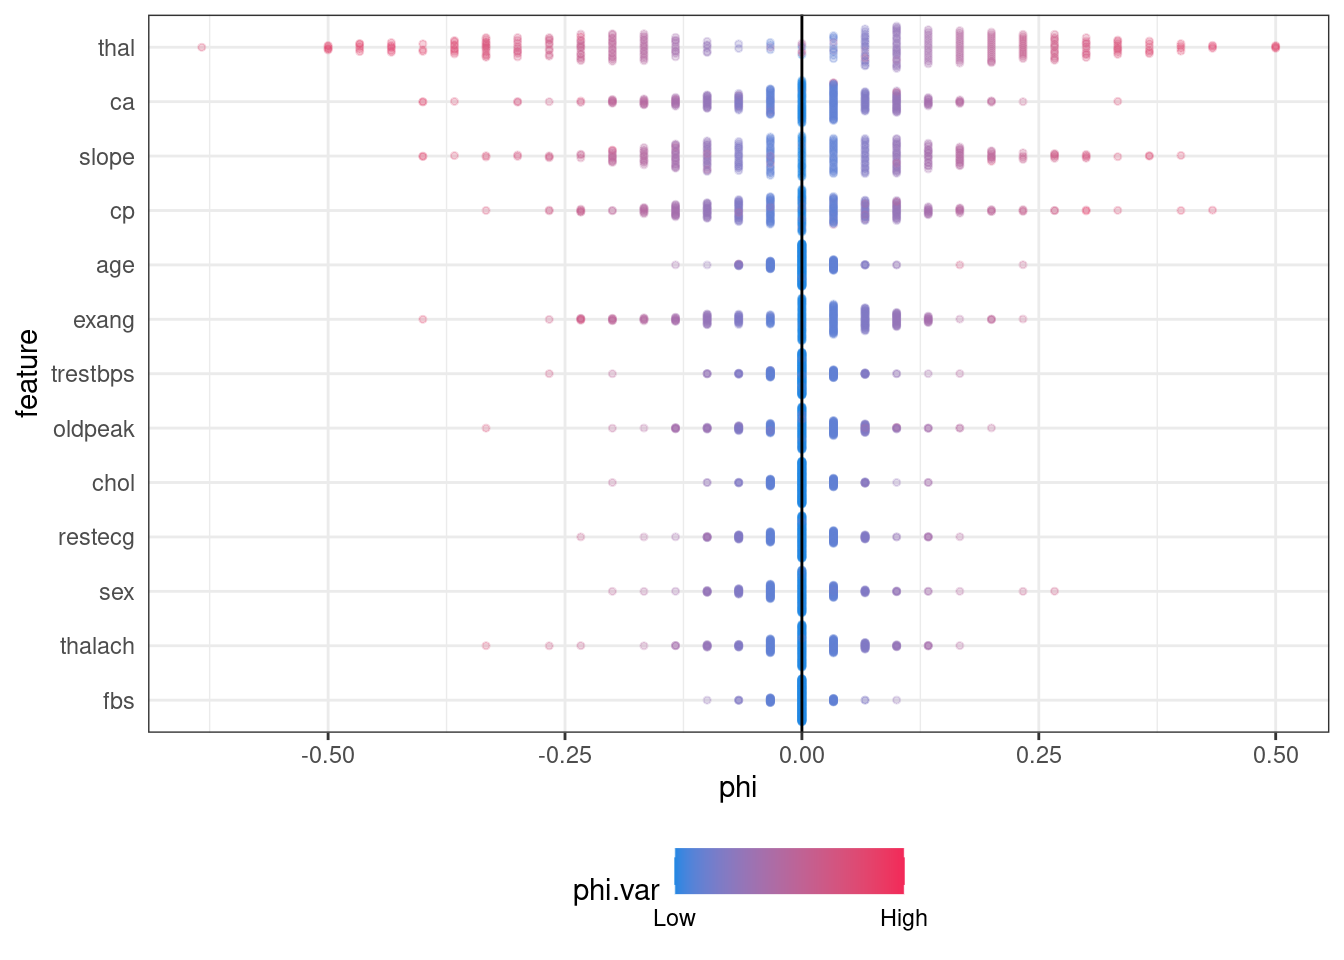 feature
thal
ca
slope
cp
age
exang
trestbps
oldpeak
chol
restecg
sex
thalach
fbs
-0.50 -0.25 0.00 0.25 0.50
phi
phi.var
Low High